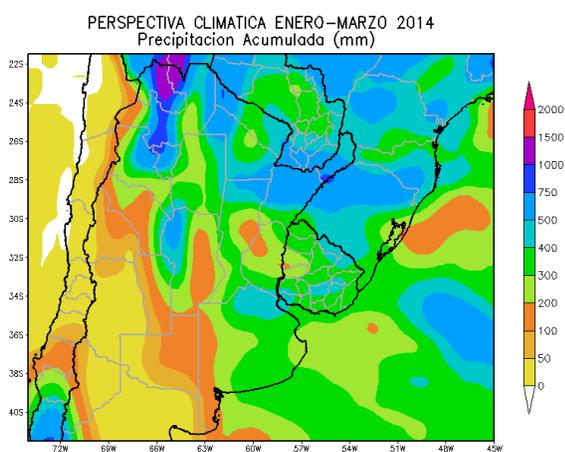 PERSPECTIVA CLIMATICA ENERO-MARZO 2014
Precipitacion Acumulada (mm)
22S
24S
26S
28S
30S
32S
34S
36S
38S
40S
72W 69W 66W 63W 60W 57W 54W 51W 48W 45W
2000
1500
1000
750
500
400
300
200
100
50
0